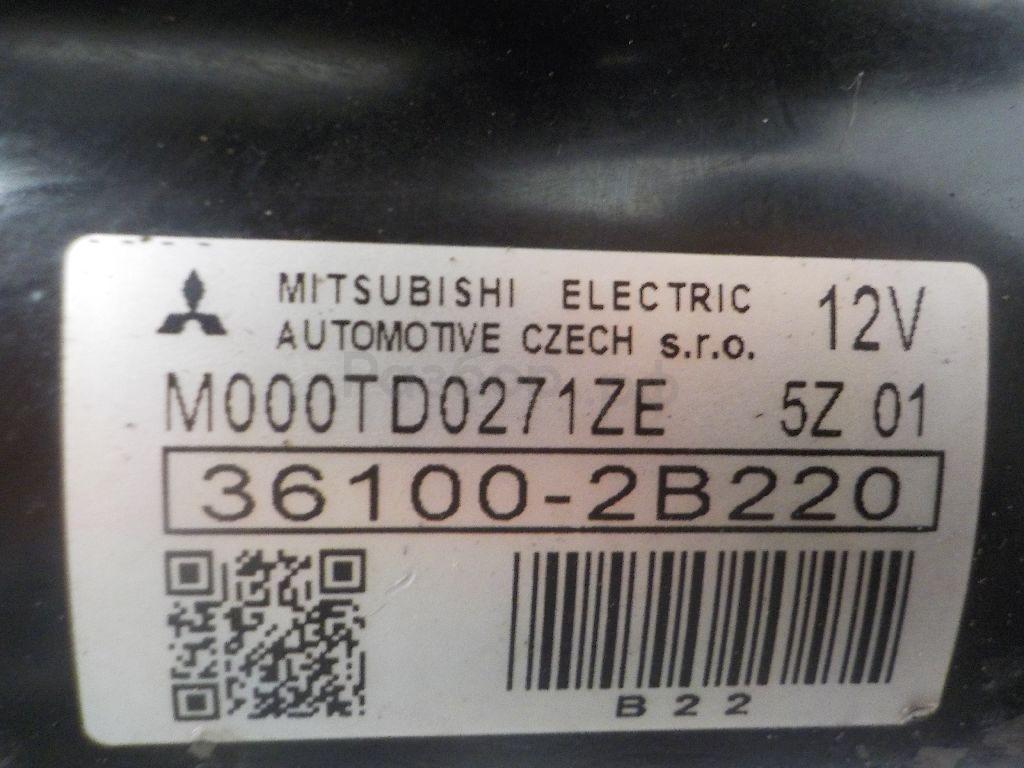 MITSUBISHI ELECTRIC 12V
AUTOMOTIVE CZECH s.r.o.
M000TD0271ZE 5Z 01
36100-2B220
B22